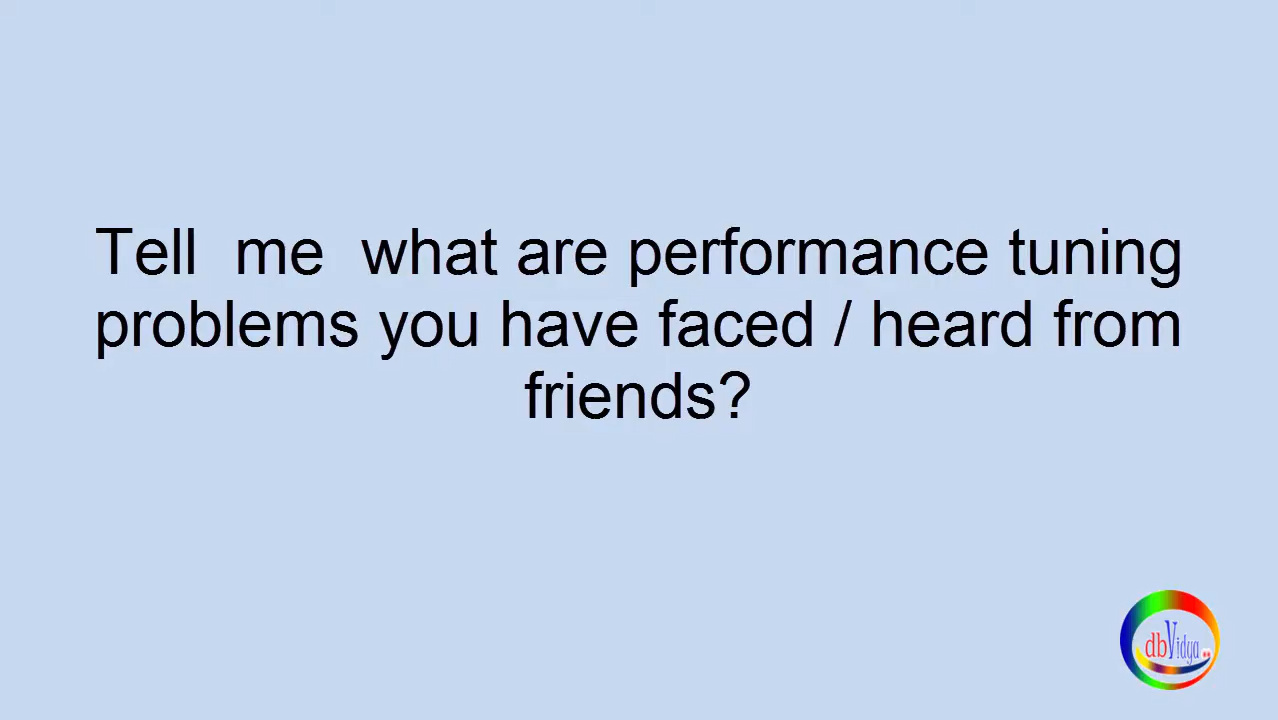 Tell  me  what are performance tuning
problems you have faced / heard from
friends?
dbVidya